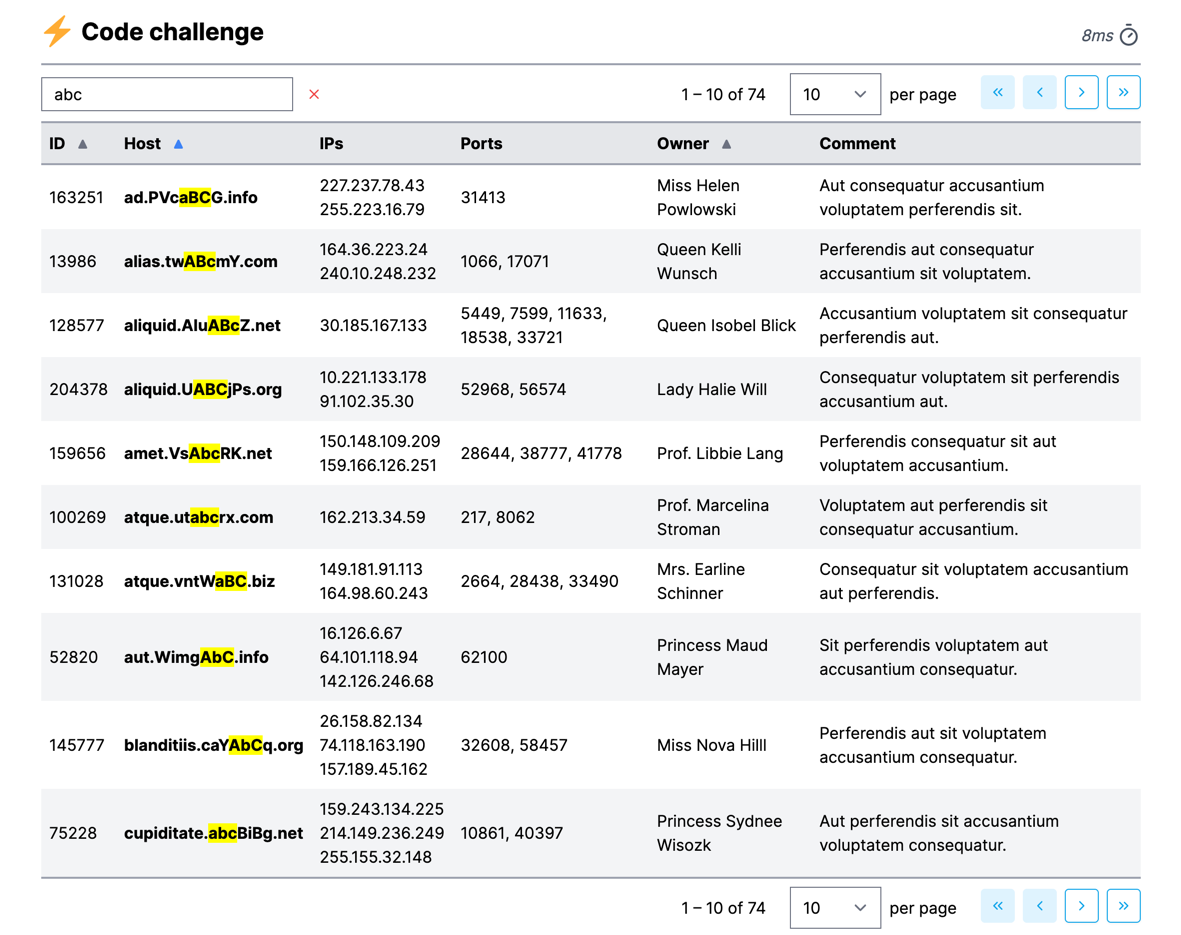 ⚡ Code challenge
8ms
abc ×
1 – 10 of 74 10 per page « ‹ › »
ID ▲ Host ▲ IPs Ports Owner ▲ Comment
163251 ad.PVcaBCG.info 227.237.78.43 31413 Miss Helen Aut consequatur accusantium
255.223.16.79 Powlowski voluptatem perferendis sit.
13986 alias.twABcmY.com 164.36.223.24 1066, 17071 Queen Kelli Perferendis aut consequatur
240.10.248.232 Wunsch accusantium sit voluptatem.
128577 aliquid.AluABcZ.net 30.185.167.133 5449, 7599, 11633, Queen Isobel Blick Accusantium voluptatem sit consequatur
18538, 33721 perferendis aut.
204378 aliquid.UABCjPs.org 10.221.133.178 52968, 56574 Lady Halie Will Consequatur voluptatem sit perferendis
91.102.35.30 accusantium aut.
159656 amet.VsAbcRK.net 150.148.109.209 28644, 38777, 41778 Prof. Libbie Lang Perferendis consequatur sit aut
159.166.126.251 voluptatem accusantium.
100269 atque.utabcrx.com 162.213.34.59 217, 8062 Prof. Marcelina Voluptatem aut perferendis sit
Stroman consequatur accusantium.
131028 atque.vntWaBC.biz 149.181.91.113 2664, 28438, 33490 Mrs. Earline Consequatur sit voluptatem accusantium
164.98.60.243 Schinner aut perferendis.
52820 aut.WimgAbC.info 16.126.6.67 62100 Princess Maud Sit perferendis voluptatem aut
64.101.118.94 Mayer accusantium consequatur.
142.126.246.68
145777 blanditiis.caYAbCq.org 26.158.82.134 32608, 58457 Miss Nova Hilll Perferendis aut sit voluptatem
74.118.163.190 accusantium consequatur.
157.189.45.162
75228 cupiditate.abcBiBg.net 159.243.134.225 10861, 40397 Princess Sydnee Aut perferendis sit accusantium
214.149.236.249 Wisozk voluptatem consequatur.
255.155.32.148
1 – 10 of 74 10 per page « ‹ › »